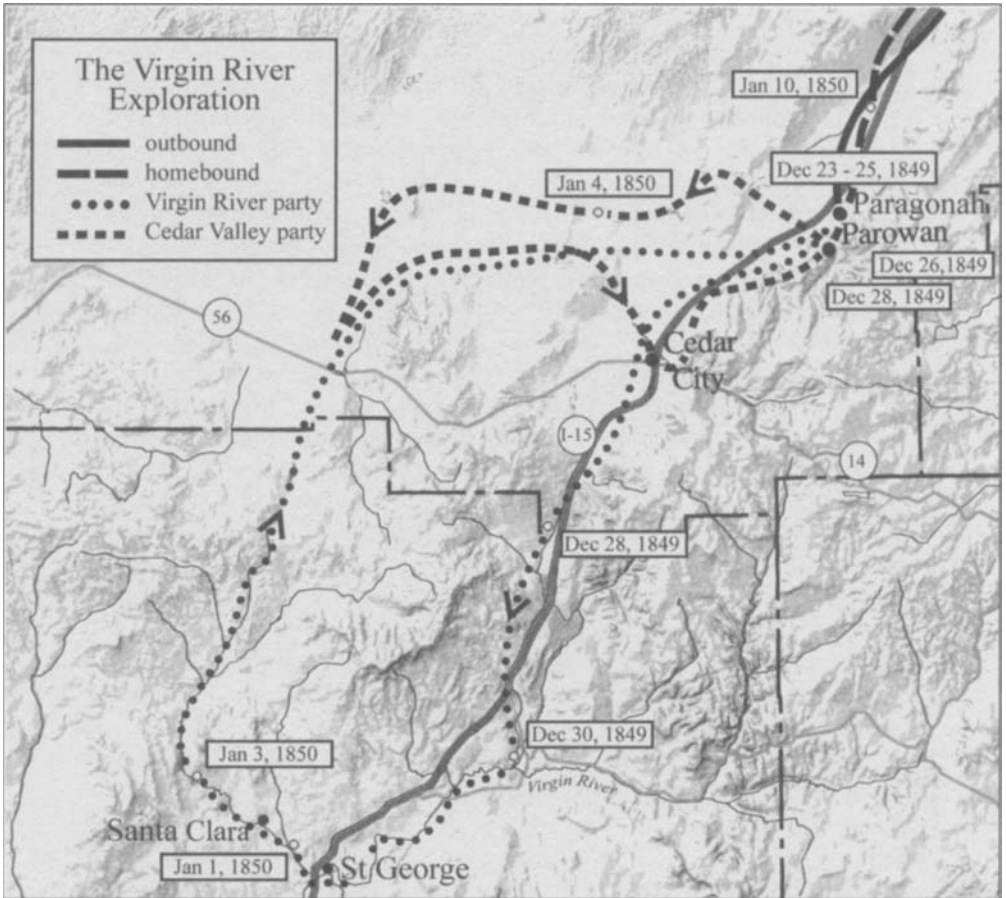 The Virgin River
Exploration
outbound
homebound
Virgin River party
Cedar Valley party
Jan 10, 1850
Dec 23 - 25, 1849
Jan 4, 1850
Paragonah
Parowan
Dec 26,1849
Dec 28, 1849
56
Cedar
City
I-15
14
Dec 28, 1849
Dec 30, 1849
Jan 3, 1850
Virgin River
Santa Clara
Jan 1, 1850
St George